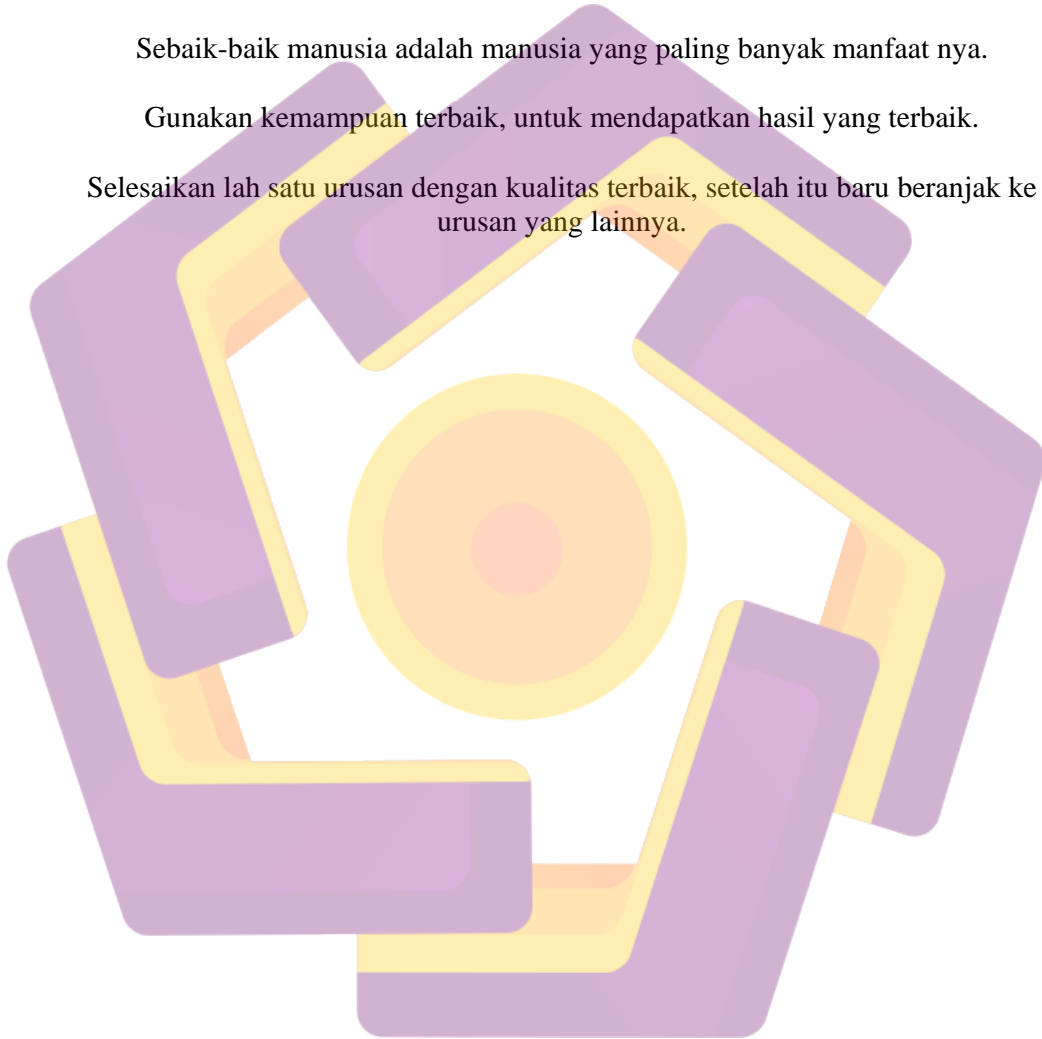 Sebaik-baik manusia adalah manusia yang paling banyak manfaat nya.
Gunakan kemampuan terbaik, untuk mendapatkan hasil yang terbaik.
Selesaikan lah satu urusan dengan kualitas terbaik, setelah itu baru beranjak ke
urusan yang lainnya.